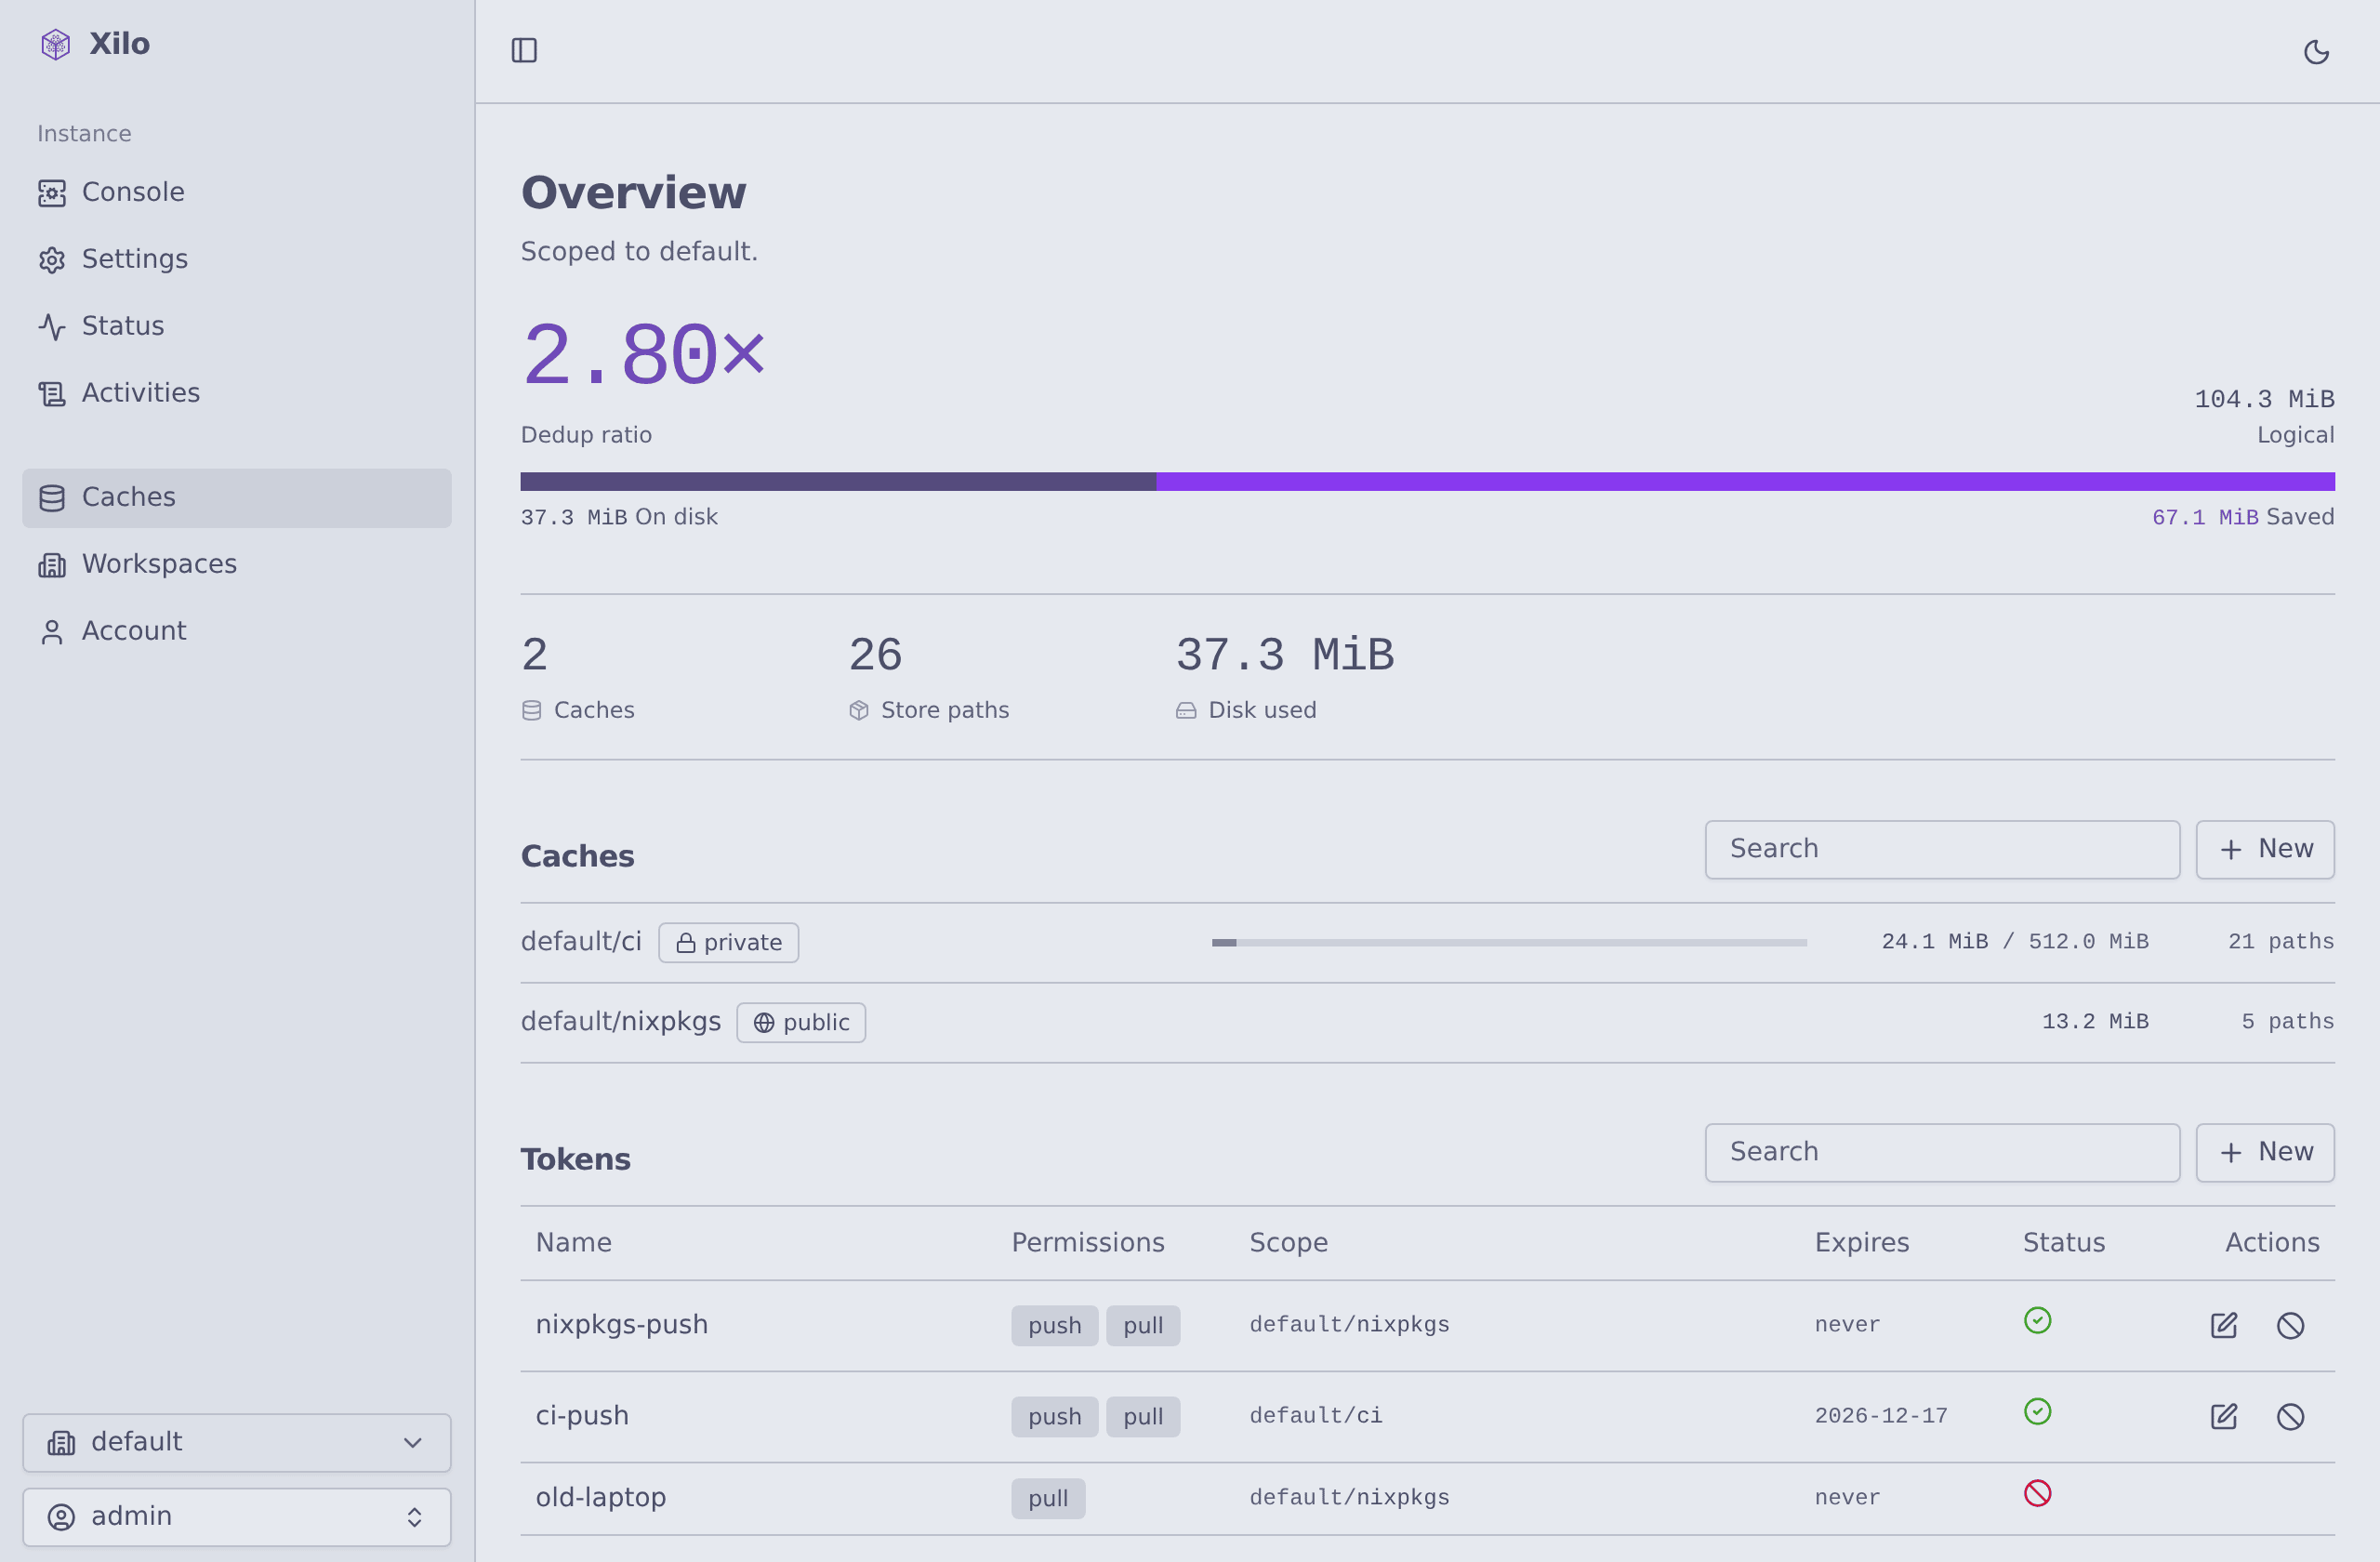 Xilo
Instance
Console
Settings
Status
Activities
Caches
Workspaces
Account
default
admin
Overview
Scoped to default.
2.80×
Dedup ratio
104.3 MiB
Logical
37.3 MiB On disk
67.1 MiB Saved
2
Caches
26
Store paths
37.3 MiB
Disk used
Caches
Search
New
default/ci private 24.1 MiB / 512.0 MiB 21 paths
default/nixpkgs public 13.2 MiB 5 paths
Tokens
Search
New
Name Permissions Scope Expires Status Actions
nixpkgs-push push pull default/nixpkgs never
ci-push push pull default/ci 2026-12-17
old-laptop pull default/nixpkgs never